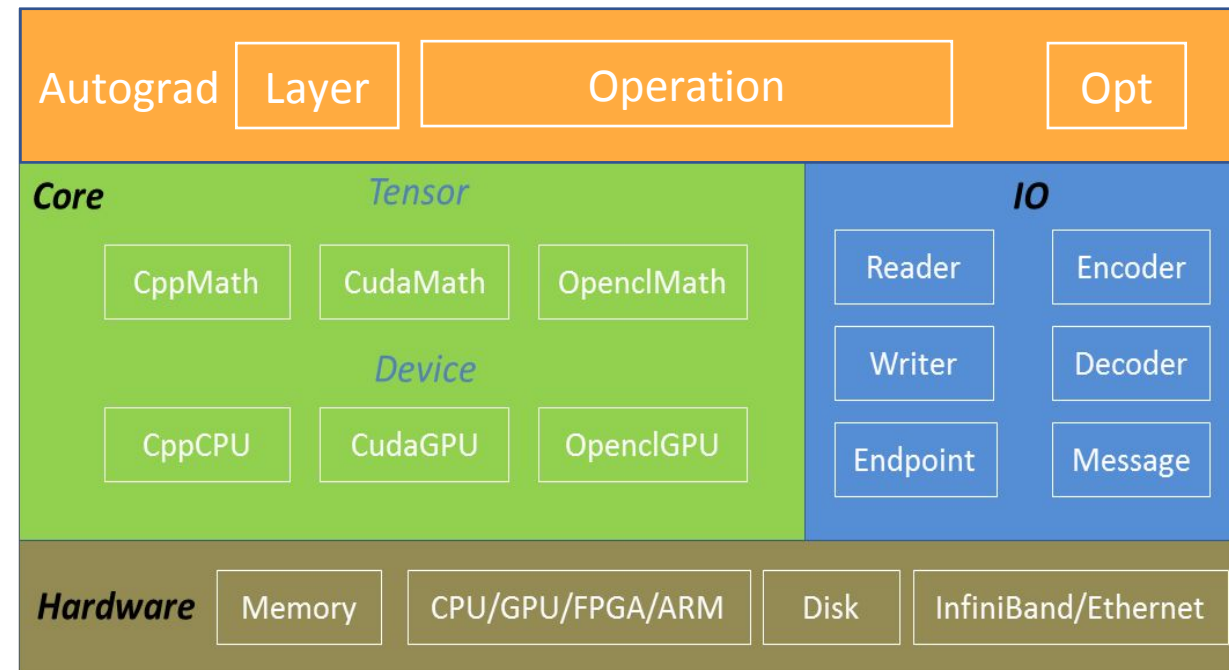 Autograd Layer Operation Opt
Core Tensor
CppMath CudaMath OpenclMath
Device
CppCPU CudaGPU OpenclGPU
IO
Reader Encoder
Writer Decoder
Endpoint Message
Hardware Memory CPU/GPU/FPGA/ARM Disk InfiniBand/Ethernet